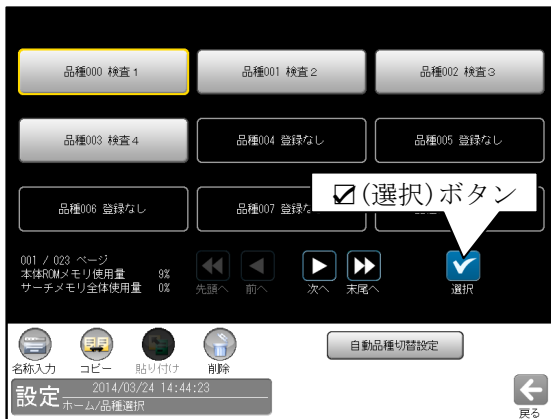 品種000 検査１
品種001 検査２
品種002 検査３
品種003 検査４
品種004 登録なし
品種005 登録なし
品種006 登録なし
品種007 登録な
☑(選択)ボタン
001 / 023 ページ
本体ROMメモリ使用量 9%
サーチメモリ全体使用量 0%
先頭へ 前へ 次へ 末尾へ 選択
名称入力 コピー 貼り付け 削除
自動品種切替設定
設定 2014/03/24 14:44:23
ホーム/品種選択
戻る